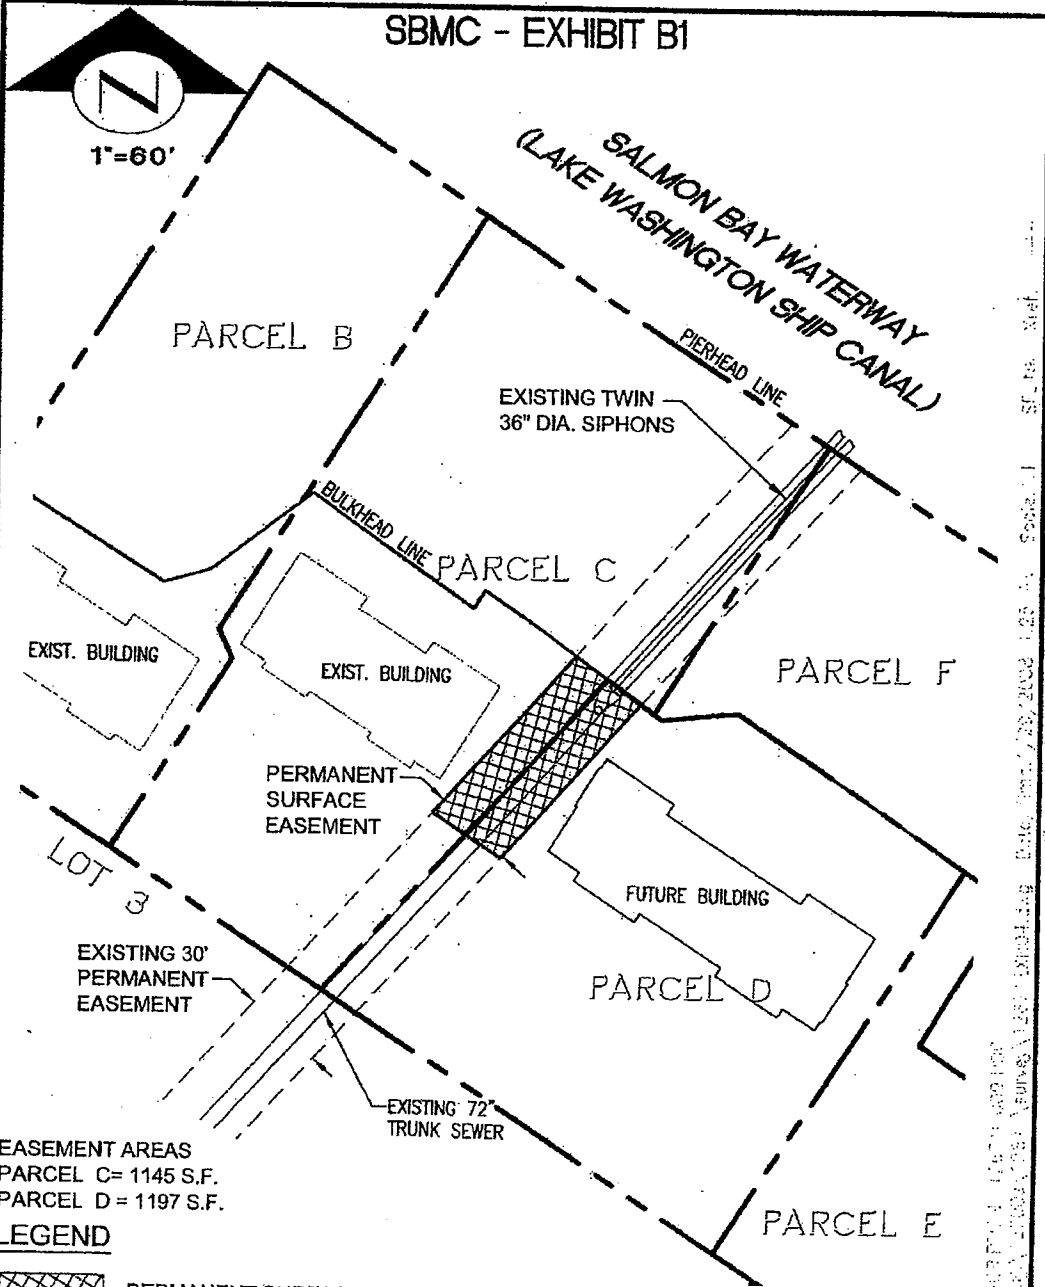 SBMC - EXHIBIT B1
N
1"=60'
SALMON BAY WATERWAY
(LAKE WASHINGTON SHIP CANAL)
PIERHEAD LINE
PARCEL B
EXISTING TWIN
36" DIA. SIPHONS
BULKHEAD LINE
PARCEL C
EXIST. BUILDING
EXIST. BUILDING
PARCEL F
PERMANENT
SURFACE
EASEMENT
LOT 3
FUTURE BUILDING
EXISTING 30'
PERMANENT
EASEMENT
PARCEL D
EXISTING 72"
TRUNK SEWER
EASEMENT AREAS
PARCEL C= 1145 S.F.
PARCEL D = 1197 S.F.
LEGEND
PARCEL E